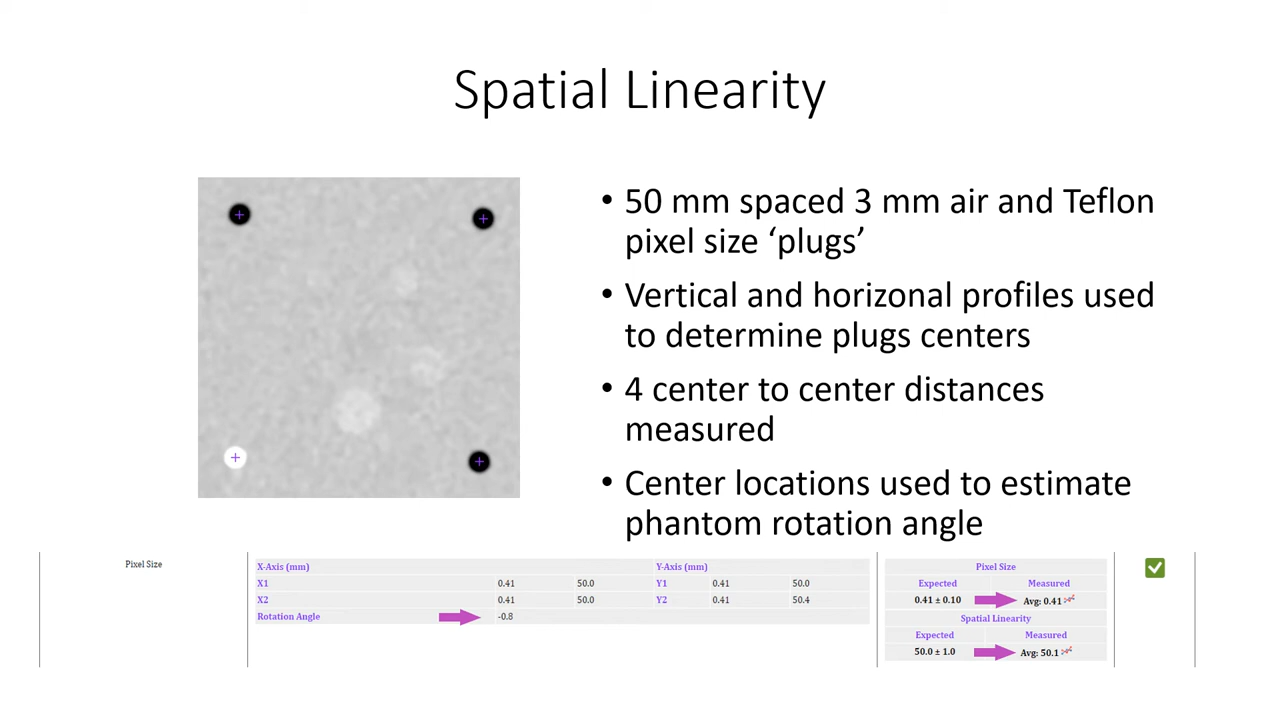 Spatial Linearity
• 50 mm spaced 3 mm air and Teflon
pixel size ‘plugs’
• Vertical and horizonal profiles used
to determine plugs centers
• 4 center to center distances
measured
• Center locations used to estimate
phantom rotation angle
Pixel Size
X-Axis (mm) Y-Axis (mm)
X1 0.41 50.0 Y1 0.41 50.0
X2 0.41 50.0 Y2 0.41 50.4
Rotation Angle -0.8
Pixel Size
Expected Measured
0.41 ± 0.10 Avg: 0.41
Spatial Linearity
Expected Measured
50.0 ± 1.0 Avg: 50.1